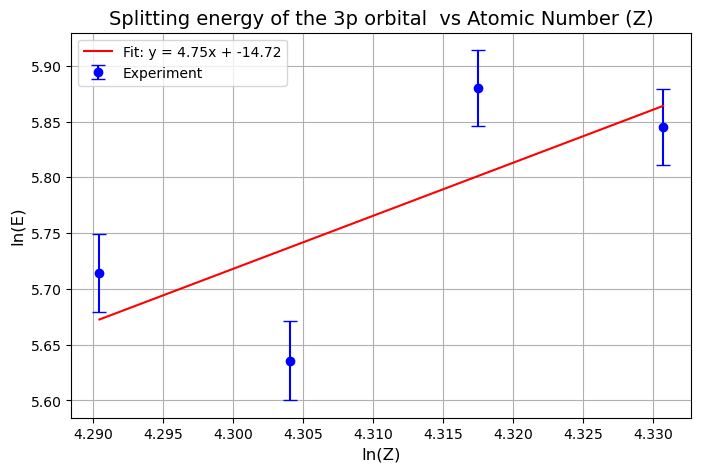 Splitting energy of the 3p orbital  vs Atomic Number (Z)
Fit: y = 4.75x + -14.72
Experiment
5.90
5.85
5.80
5.75
5.70
5.65
5.60
ln(E)
4.290 4.295 4.300 4.305 4.310 4.315 4.320 4.325 4.330
ln(Z)